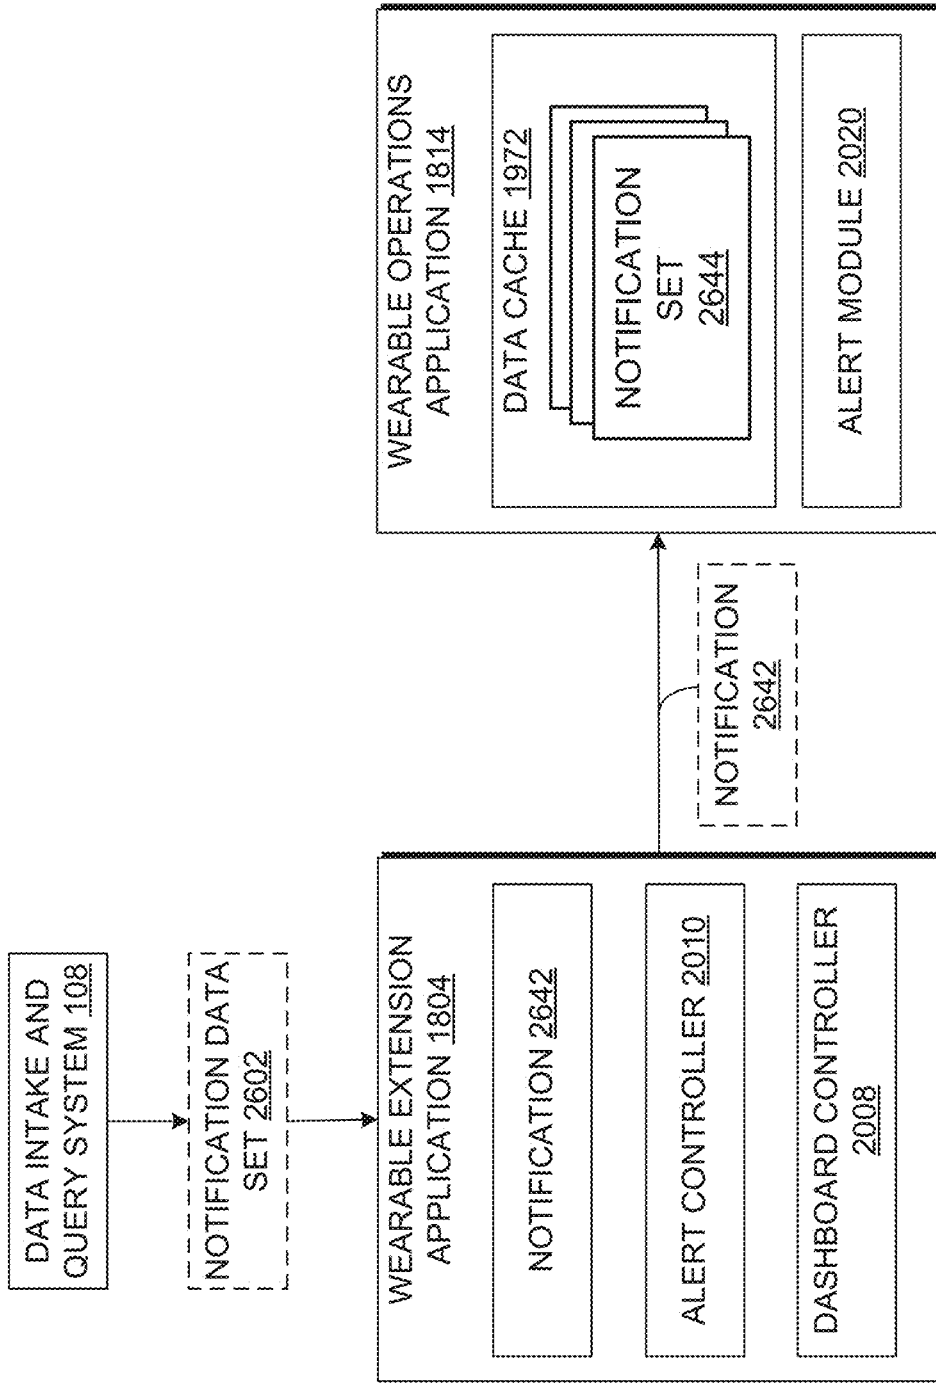 DATA INTAKE AND
QUERY SYSTEM 108
NOTIFICATION DATA
SET 2602
WEARABLE EXTENSION
APPLICATION 1804
NOTIFICATION 2642
ALERT CONTROLLER 2010
DASHBOARD CONTROLLER
2008
NOTIFICATION
2642
WEARABLE OPERATIONS
APPLICATION 1814
DATA CACHE 1972
NOTIFICATION
SET
2644
ALERT MODULE 2020